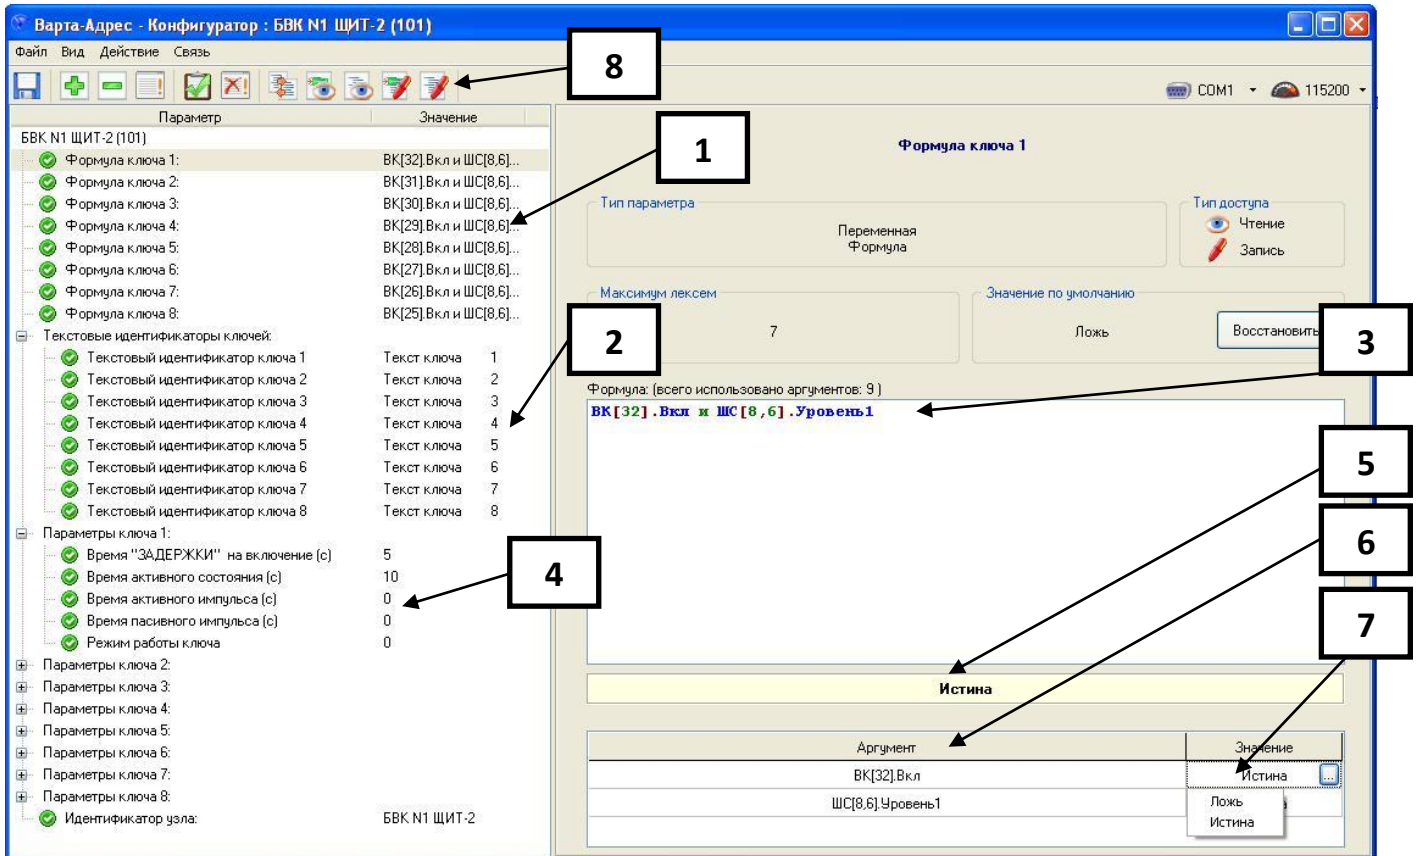 Варта-Адрес - Конфигуратор : БВК N1 ЩИТ-2 (101)
Файл Вид Действие Связь
8
COM1 115200
Параметр Значение
БВК N1 ЩИТ-2 (101)
Формула ключа 1: ВК[32].Вкл и ШС[8,6]...
Формула ключа 2: ВК[31].Вкл и ШС[8,6]...
Формула ключа 3: ВК[30].Вкл и ШС[8,6]...
Формула ключа 4: ВК[29].Вкл и ШС[8,6]...
Формула ключа 5: ВК[28].Вкл и ШС[8,6]...
Формула ключа 6: ВК[27].Вкл и ШС[8,6]...
Формула ключа 7: ВК[26].Вкл и ШС[8,6]...
Формула ключа 8: ВК[25].Вкл и ШС[8,6]...
Текстовые идентификаторы ключей:
Текстовый идентификатор ключа 1 Текст ключа 1
Текстовый идентификатор ключа 2 Текст ключа 2
Текстовый идентификатор ключа 3 Текст ключа 3
Текстовый идентификатор ключа 4 Текст ключа 4
Текстовый идентификатор ключа 5 Текст ключа 5
Текстовый идентификатор ключа 6 Текст ключа 6
Текстовый идентификатор ключа 7 Текст ключа 7
Текстовый идентификатор ключа 8 Текст ключа 8
Параметры ключа 1:
Время "ЗАДЕРЖКИ" на включение (с) 5
Время активного состояния (с) 10
Время активного импульса (с) 0
Время пасивного импульса (с) 0
Режим работы ключа 0
Параметры ключа 2:
Параметры ключа 3:
Параметры ключа 4:
Параметры ключа 5:
Параметры ключа 6:
Параметры ключа 7:
Параметры ключа 8:
Идентификатор узла: БВК N1 ЩИТ-2
1
2
4
Формула ключа 1
Тип параметра
Переменная
Формула
Тип доступа
Чтение
Запись
Максимум лексем
7
Значение по умолчанию
Ложь
Восстановить
3
Формула: (всего использовано аргументов: 9 )
ВК[32].Вкл и ШС[8,6].Уровень1
5
6
7
Истина
Аргумент Значение
ВК[32].Вкл Истина ...
ШС[8,6].Уровень1
Ложь
Истина